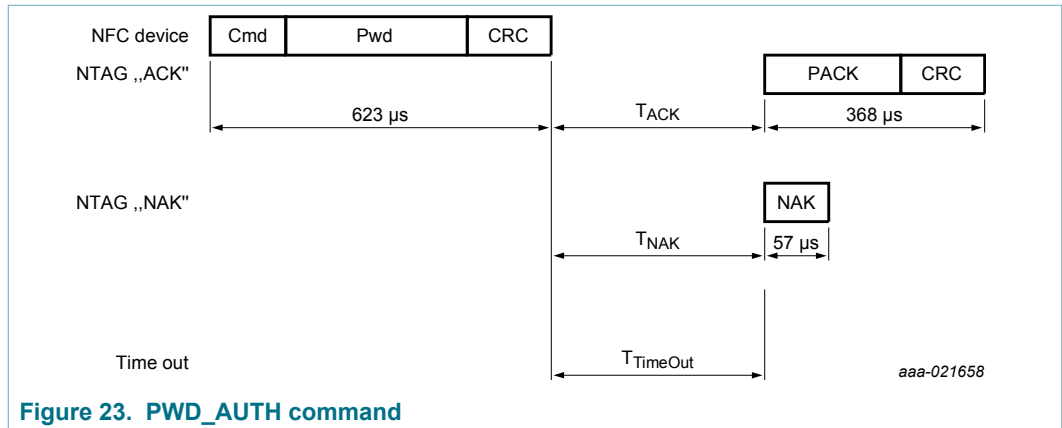 NFC device Cmd Pwd CRC
NTAG ,,ACK" PACK CRC
623 µs TACK 368 µs
NTAG ,,NAK" NAK
TNAK 57 µs
Time out TTimeOut aaa-021658
Figure 23. PWD_AUTH command